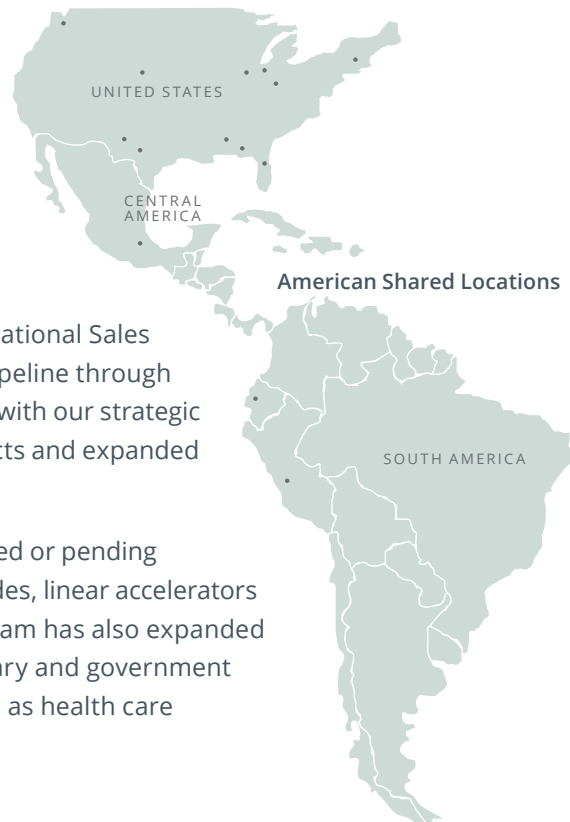 UNITED STATES
CENTRAL
AMERICA
American Shared Locations
ational Sales
peline through
with our strategic
cts and expanded
SOUTH AMERICA
ed or pending
des, linear accelerators
am has also expanded
ary and government
as health care